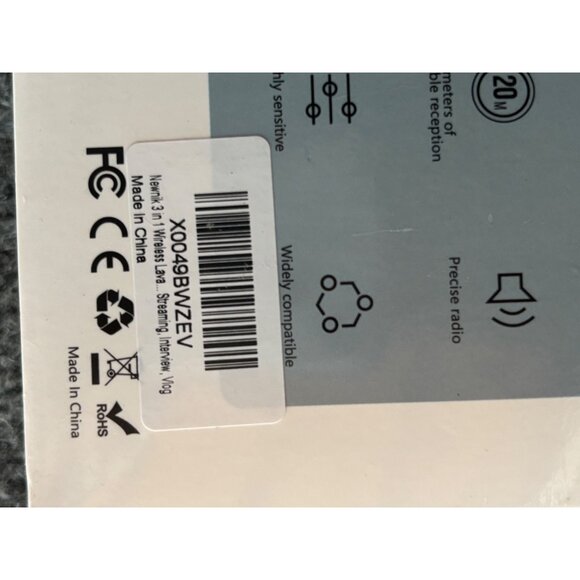 20M
meters of
ble reception
hly sensitive
Precise radio
Widely compatible
X0049BWZEV
Newnik 3 in 1 Wireless Lava... Streaming, Interview, Vlog
Made In China
FC CE
RoHS
Made In China